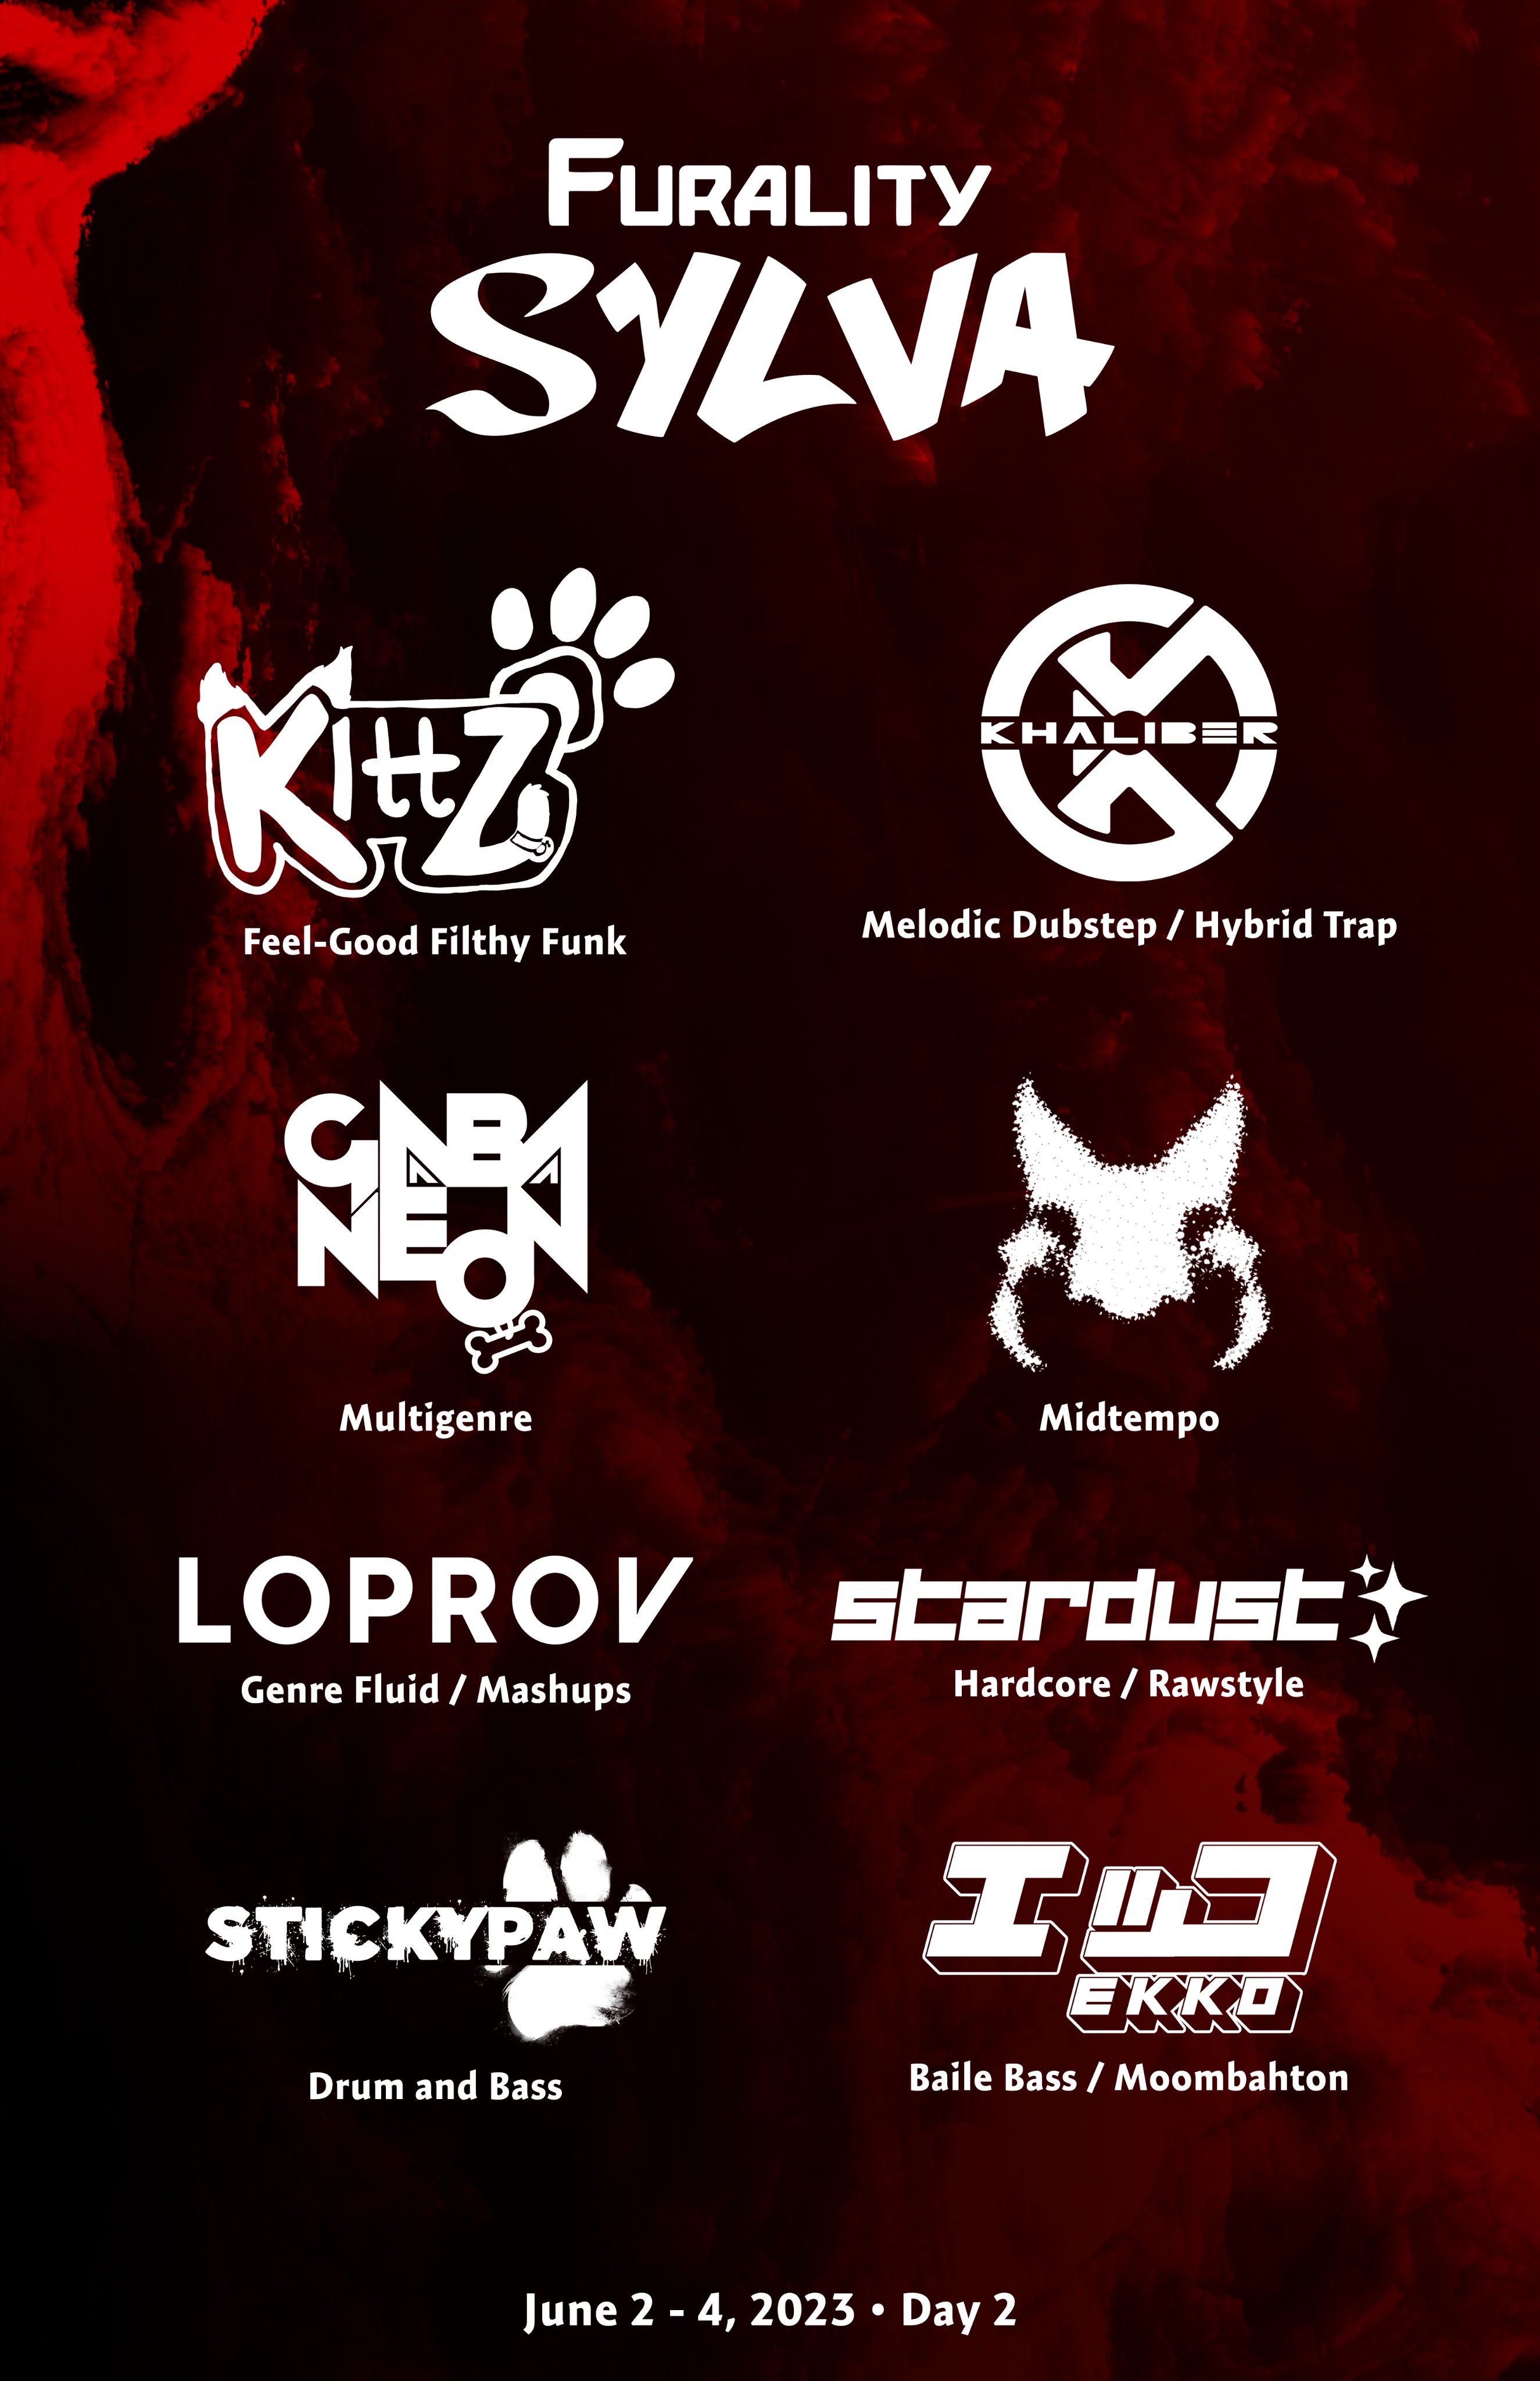 FURALITY
SYLVA
KittZ
Feel-Good Filthy Funk
KHALIBER
Melodic Dubstep / Hybrid Trap
GABA
NEON
Multigenre
Midtempo
LOPROV
Genre Fluid / Mashups
stardust
Hardcore / Rawstyle
STICKYPAW
Drum and Bass
エッコ
EKKO
Baile Bass / Moombahton
June 2 - 4, 2023 • Day 2